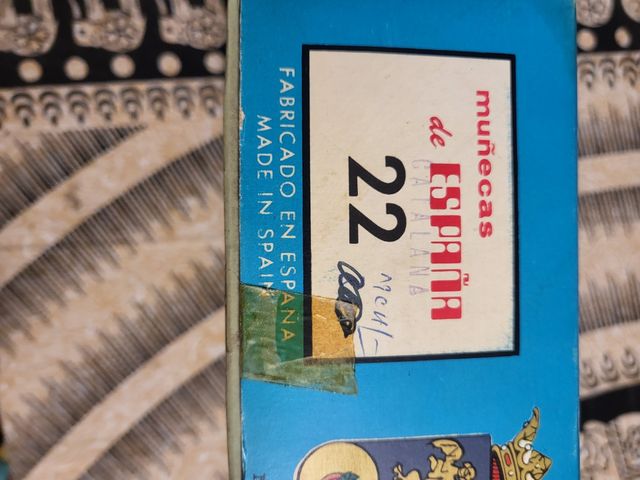 muñecas
de ESPAÑA
CATALANA
22
FABRICADO EN ESPAÑA
MADE IN SPAIN